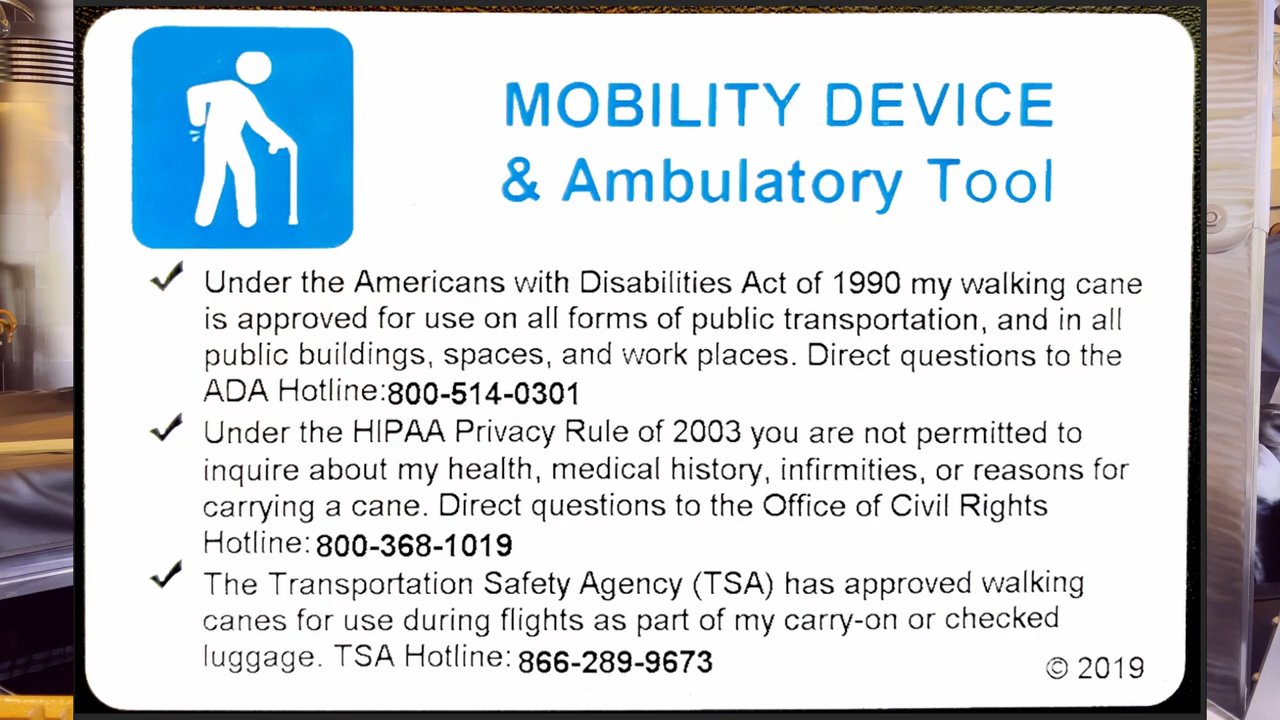 MOBILITY DEVICE
& Ambulatory Tool
Under the Americans with Disabilities Act of 1990 my walking cane
is approved for use on all forms of public transportation, and in all
public buildings, spaces, and work places. Direct questions to the
ADA Hotline:800-514-0301
Under the HIPAA Privacy Rule of 2003 you are not permitted to
inquire about my health, medical history, infirmities, or reasons for
carrying a cane. Direct questions to the Office of Civil Rights
Hotline: 800-368-1019
The Transportation Safety Agency (TSA) has approved walking
canes for use during flights as part of my carry-on or checked
luggage. TSA Hotline: 866-289-9673
© 2019